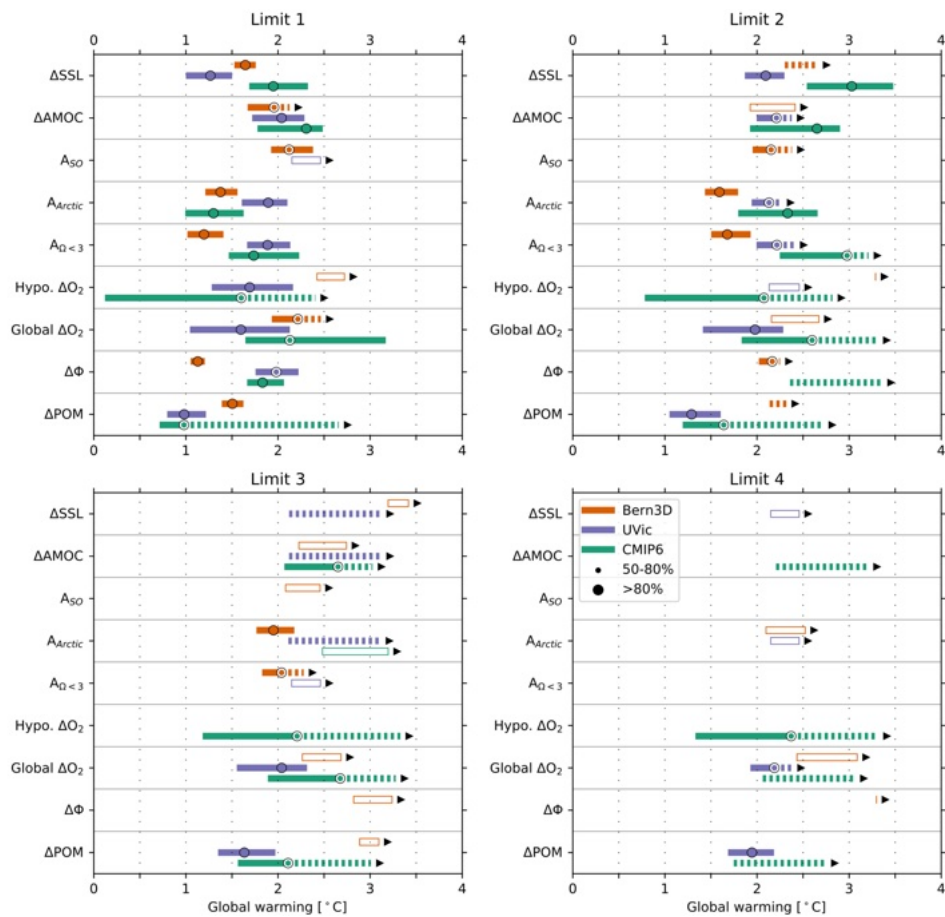 Limit 1
0 1 2 3 4
ΔSSL
ΔAMOC
A_SO
A_Arctic
A_Ω<3
Hypo. ΔO₂
Global ΔO₂
ΔΦ
ΔPOM
Limit 2
0 1 2 3 4
ΔSSL
ΔAMOC
A_SO
A_Arctic
A_Ω<3
Hypo. ΔO₂
Global ΔO₂
ΔΦ
ΔPOM
0 1 2 3 4
Limit 3
ΔSSL
ΔAMOC
A_SO
A_Arctic
A_Ω<3
Hypo. ΔO₂
Global ΔO₂
ΔΦ
ΔPOM
0 1 2 3 4
Global warming [°C]
0 1 2 3 4
Limit 4
Bern3D
UVic
CMIP6
50-80%
>80%
ΔSSL
ΔAMOC
A_SO
A_Arctic
A_Ω<3
Hypo. ΔO₂
Global ΔO₂
ΔΦ
ΔPOM
0 1 2 3 4
Global warming [°C]